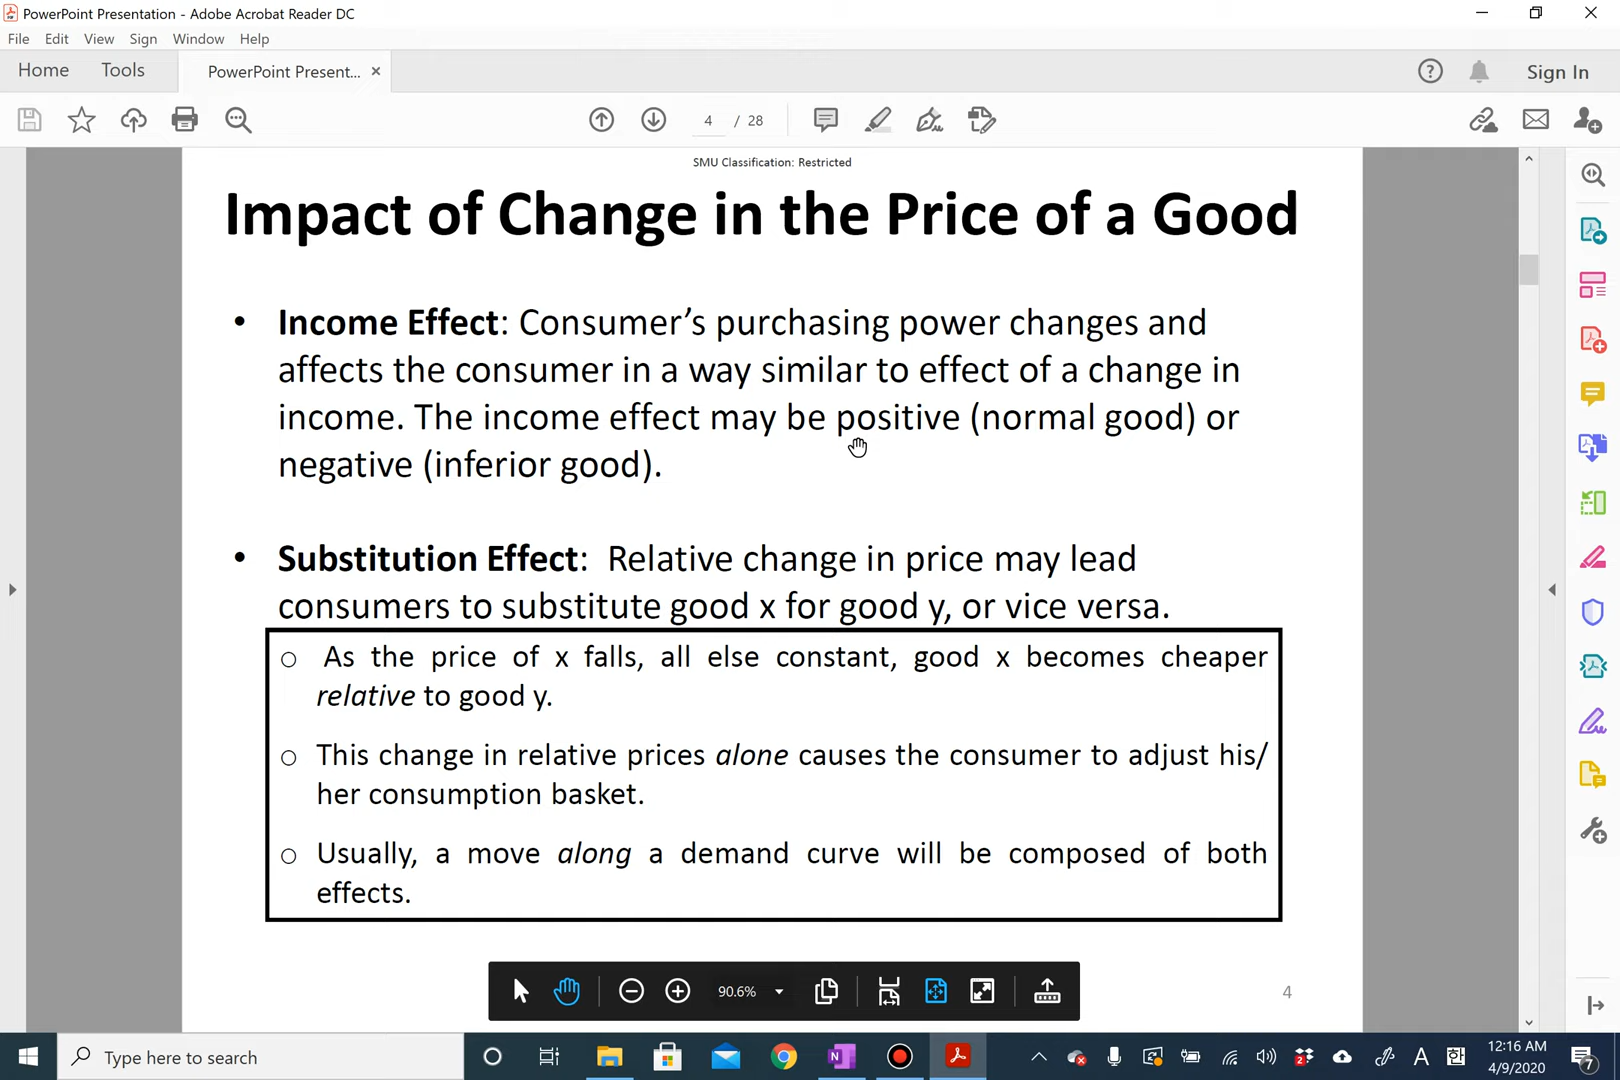 PowerPoint Presentation - Adobe Acrobat Reader DC
File Edit View Sign Window Help
Home Tools PowerPoint Present... × Sign In
4 / 28
SMU Classification: Restricted
Impact of Change in the Price of a Good
• Income Effect: Consumer’s purchasing power changes and
affects the consumer in a way similar to effect of a change in
income. The income effect may be positive (normal good) or
negative (inferior good).
• Substitution Effect: Relative change in price may lead
consumers to substitute good x for good y, or vice versa.
○ As the price of x falls, all else constant, good x becomes cheaper
relative to good y.
○ This change in relative prices alone causes the consumer to adjust his/
her consumption basket.
○ Usually, a move along a demand curve will be composed of both
effects.
90.6%
4
Type here to search
A 한
12:16 AM
4/9/2020
7